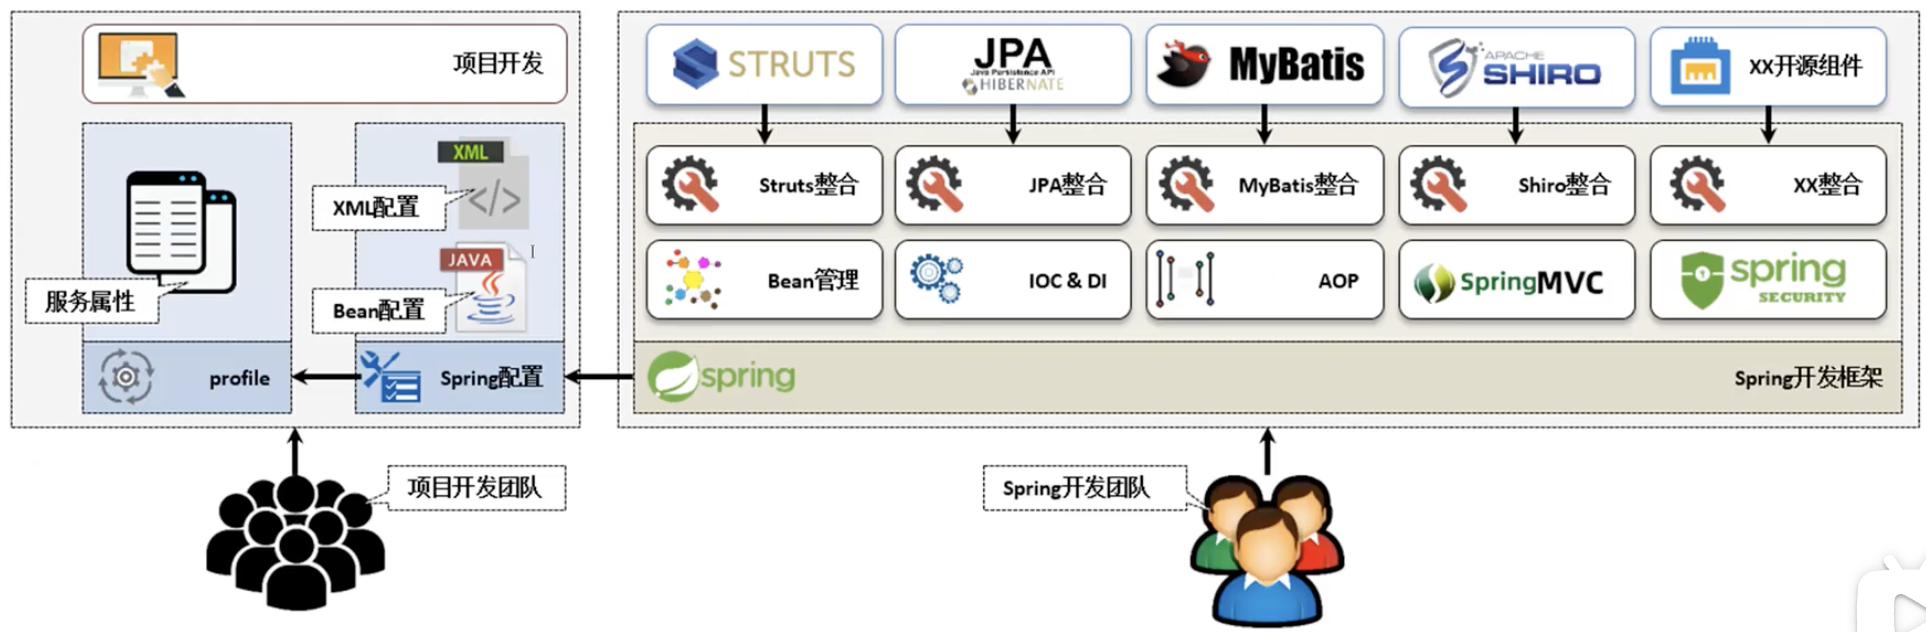 项目开发
XML
</>
XML配置
JAVA
Bean配置
服务属性
profile
Spring配置
项目开发团队
STRUTS
JPA
Java Persistence API
HIBERNATE
MyBatis
APACHE
SHIRO
XX开源组件
Struts整合
JPA整合
MyBatis整合
Shiro整合
XX整合
Bean管理
IOC & DI
AOP
SpringMVC
spring
SECURITY
spring
Spring开发框架
Spring开发团队